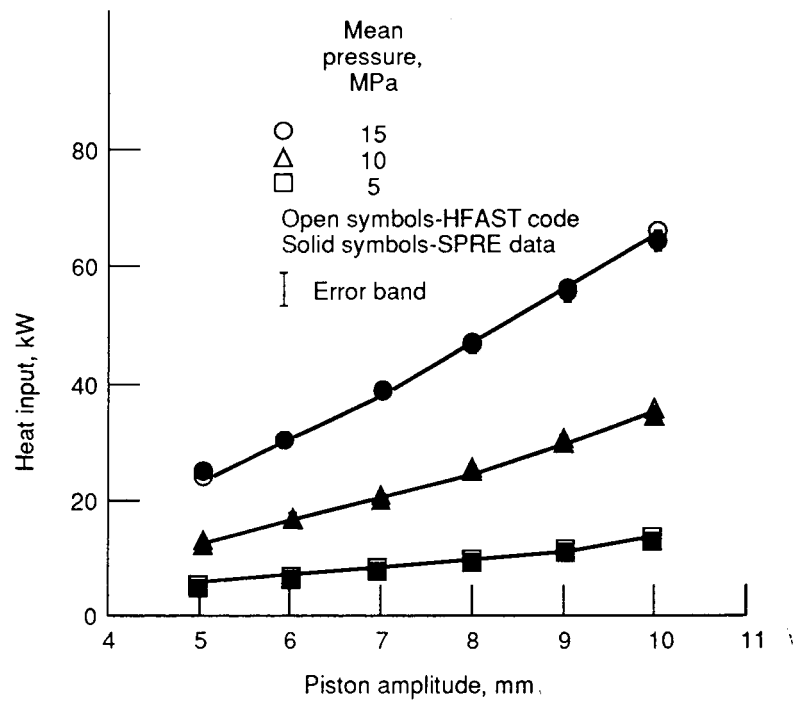 Mean
pressure,
MPa
15
10
5
Open symbols-HFAST code
Solid symbols-SPRE data
Error band
80
60
40
20
0
Heat input, kW
4 5 6 7 8 9 10 11
Piston amplitude, mm